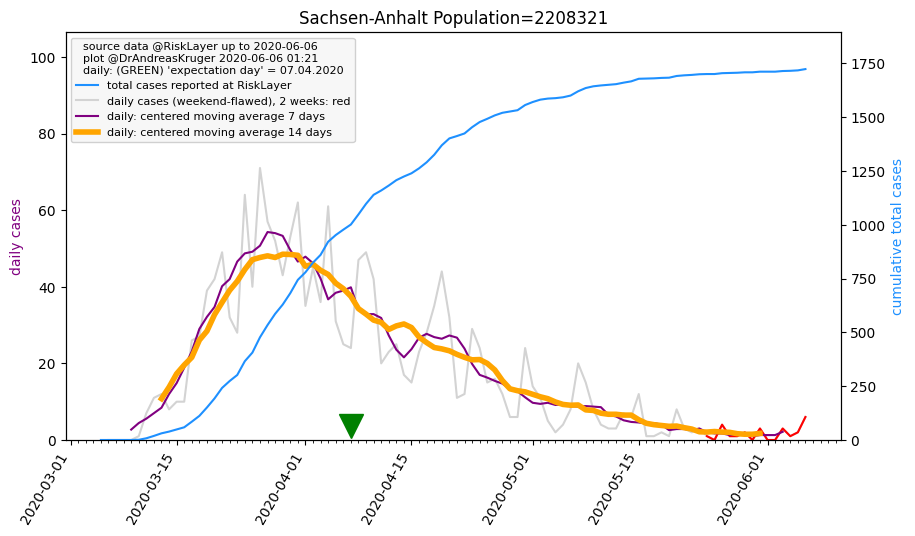 Sachsen-Anhalt Population=2208321
source data @RiskLayer up to 2020-06-06
plot @DrAndreasKruger 2020-06-06 01:21
daily: (GREEN) 'expectation day' = 07.04.2020
total cases reported at RiskLayer
daily cases (weekend-flawed), 2 weeks: red
daily: centered moving average 7 days
daily: centered moving average 14 days
daily cases
100
80
60
40
20
0
cumulative total cases
1750
1500
1250
1000
750
500
250
0
2020-03-01
2020-03-15
2020-04-01
2020-04-15
2020-05-01
2020-05-15
2020-06-01